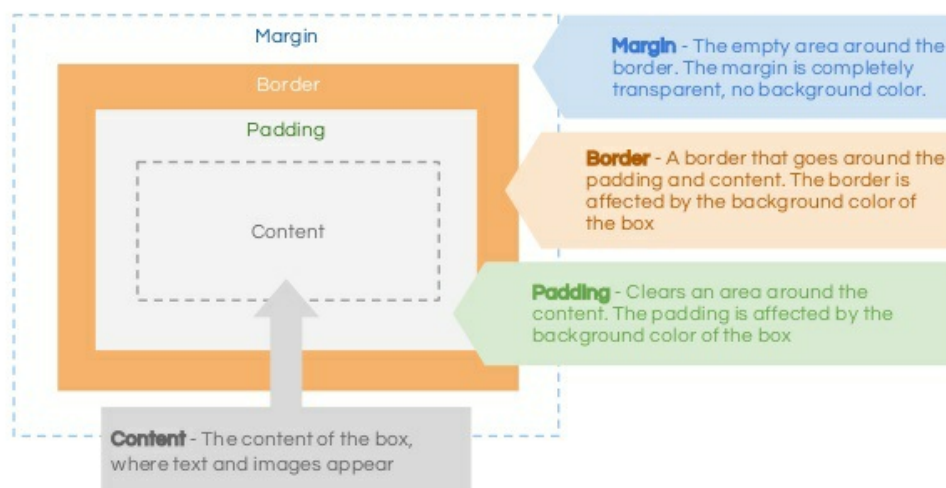 Margin
Border
Padding
Content
Margin - The empty area around the
border. The margin is completely
transparent, no background color.
Border - A border that goes around the
padding and content. The border is
affected by the background color of
the box
Padding - Clears an area around the
content. The padding is affected by the
background color of the box
Content - The content of the box,
where text and images appear